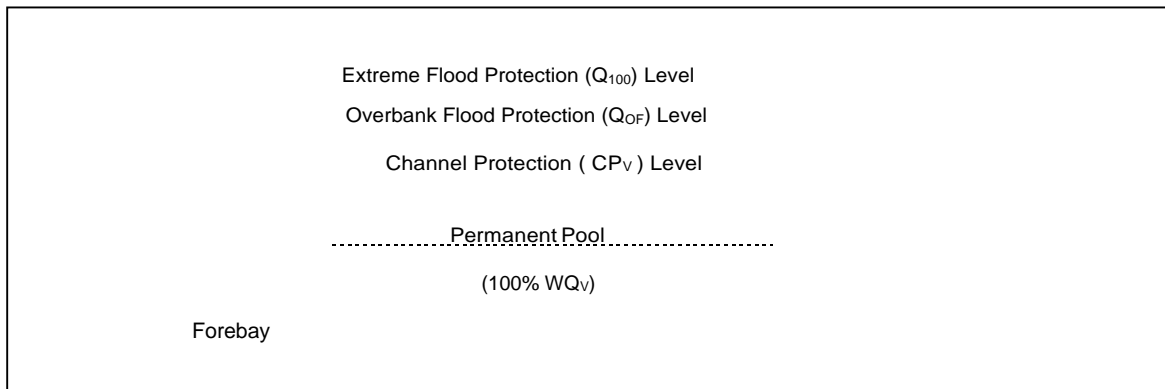 Extreme Flood Protection (Q100) Level
Overbank Flood Protection (QOF) Level
Channel Protection ( CPV ) Level
Permanent Pool
(100% WQV)
Forebay